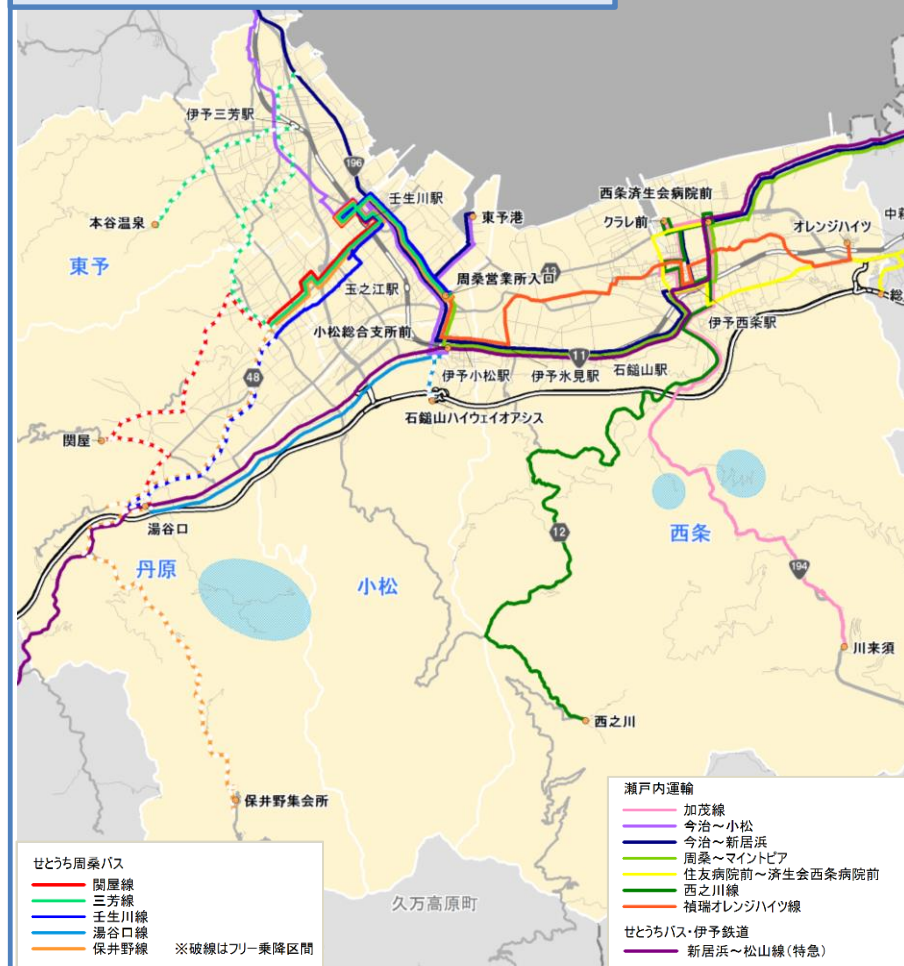 伊予三芳駅
196
壬生川駅
西条済生会病院前
本谷温泉
東予港
クラレ前
オレンジハイツ
中萩
東予
周桑営業所入口
13
玉之江駅
総
小松総合支所前
伊予西条駅
48
11
伊予小松駅
伊予氷見駅
石鎚山駅
関屋
石鎚山ハイウェイオアシス
湯谷口
12
西条
丹原
小松
194
川来須
西之川
保井野集会所
久万高原町
せとうち周桑バス
関屋線
三芳線
壬生川線
湯谷口線
保井野線 ※破線はフリー乗降区間
瀬戸内運輸
加茂線
今治~小松
今治~新居浜
周桑~マイントピア
住友病院前~済生会西条病院前
西之川線
禎瑞オレンジハイツ線
せとうちバス・伊予鉄道
新居浜~松山線(特急)